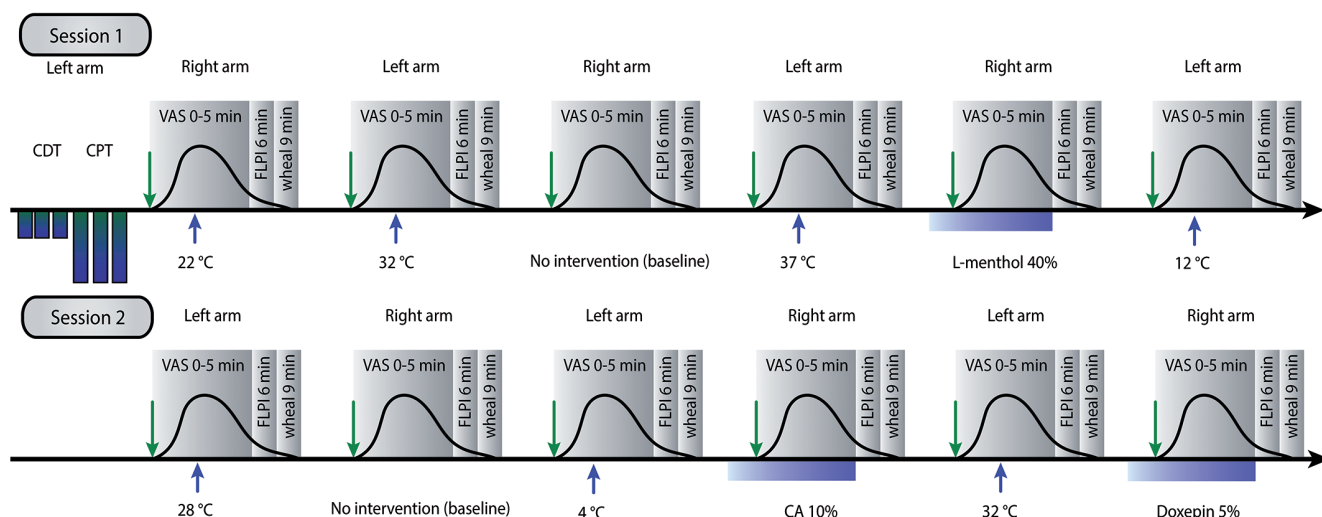 Session 1
Left arm
Right arm
Left arm
Right arm
Left arm
Right arm
Left arm
CDT
CPT
VAS 0-5 min
FLPI 6 min
wheal 9 min
VAS 0-5 min
FLPI 6 min
wheal 9 min
VAS 0-5 min
FLPI 6 min
wheal 9 min
VAS 0-5 min
FLPI 6 min
wheal 9 min
VAS 0-5 min
FLPI 6 min
wheal 9 min
VAS 0-5 min
FLPI 6 min
wheal 9 min
22 °C
32 °C
No intervention (baseline)
37 °C
L-menthol 40%
12 °C
Session 2
Left arm
Right arm
Left arm
Right arm
Left arm
Right arm
VAS 0-5 min
FLPI 6 min
wheal 9 min
VAS 0-5 min
FLPI 6 min
wheal 9 min
VAS 0-5 min
FLPI 6 min
wheal 9 min
VAS 0-5 min
FLPI 6 min
wheal 9 min
VAS 0-5 min
FLPI 6 min
wheal 9 min
VAS 0-5 min
FLPI 6 min
wheal 9 min
28 °C
No intervention (baseline)
4 °C
CA 10%
32 °C
Doxepin 5%